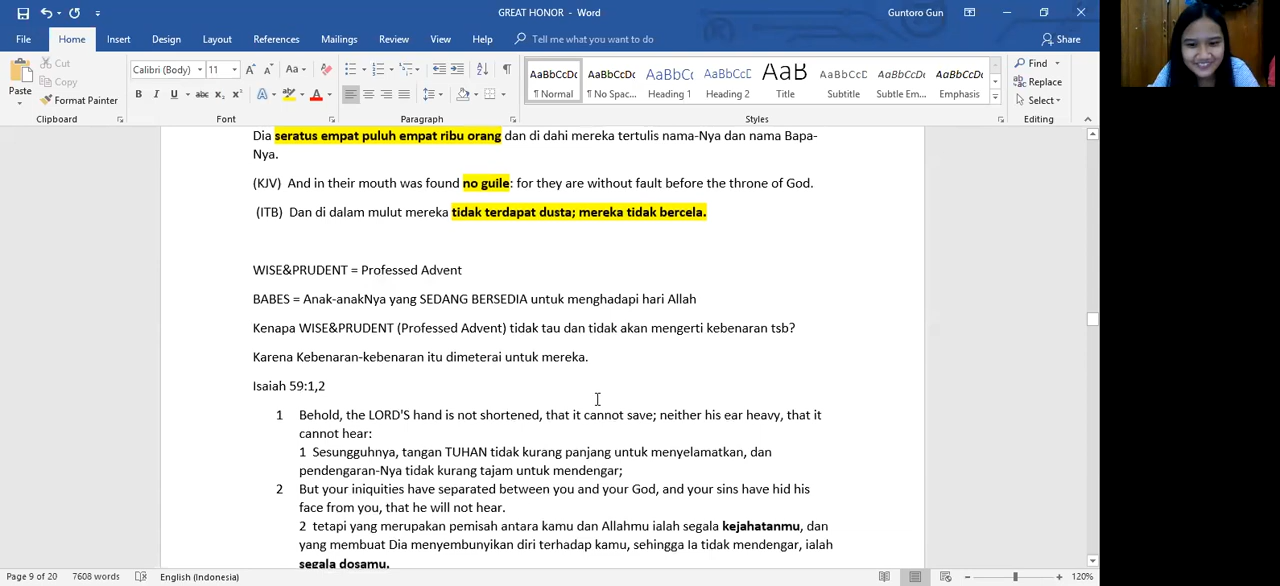 GREAT HONOR - Word
Guntoro Gun
File Home Insert Design Layout References Mailings Review View Help Tell me what you want to do Share
Paste
Cut
Copy
Format Painter
Clipboard
Calibri (Body) 11
Font
Paragraph
AaBbCcDc AaBbCcDc AaBbCc AaBbCcD AaB AaBbCcD AaBbCcDc AaBbCcDc
¶ Normal ¶ No Spac... Heading 1 Heading 2 Title Subtitle Subtle Em... Emphasis
Styles
Find
Replace
Select
Editing
Dia seratus empat puluh empat ribu orang dan di dahi mereka tertulis nama-Nya dan nama Bapa-
Nya.
(KJV) And in their mouth was found no guile: for they are without fault before the throne of God.
(ITB) Dan di dalam mulut mereka tidak terdapat dusta; mereka tidak bercela.
WISE&PRUDENT = Professed Advent
BABES = Anak-anakNya yang SEDANG BERSEDIA untuk menghadapi hari Allah
Kenapa WISE&PRUDENT (Professed Advent) tidak tau dan tidak akan mengerti kebenaran tsb?
Karena Kebenaran-kebenaran itu dimeterai untuk mereka.
Isaiah 59:1,2
1 Behold, the LORD'S hand is not shortened, that it cannot save; neither his ear heavy, that it
cannot hear:
1 Sesungguhnya, tangan TUHAN tidak kurang panjang untuk menyelamatkan, dan
pendengaran-Nya tidak kurang tajam untuk mendengar;
2 But your iniquities have separated between you and your God, and your sins have hid his
face from you, that he will not hear.
2 tetapi yang merupakan pemisah antara kamu dan Allahmu ialah segala kejahatanmu, dan
yang membuat Dia menyembunyikan diri terhadap kamu, sehingga Ia tidak mendengar, ialah
segala dosamu.
Page 9 of 20 7608 words English (Indonesia) 120%